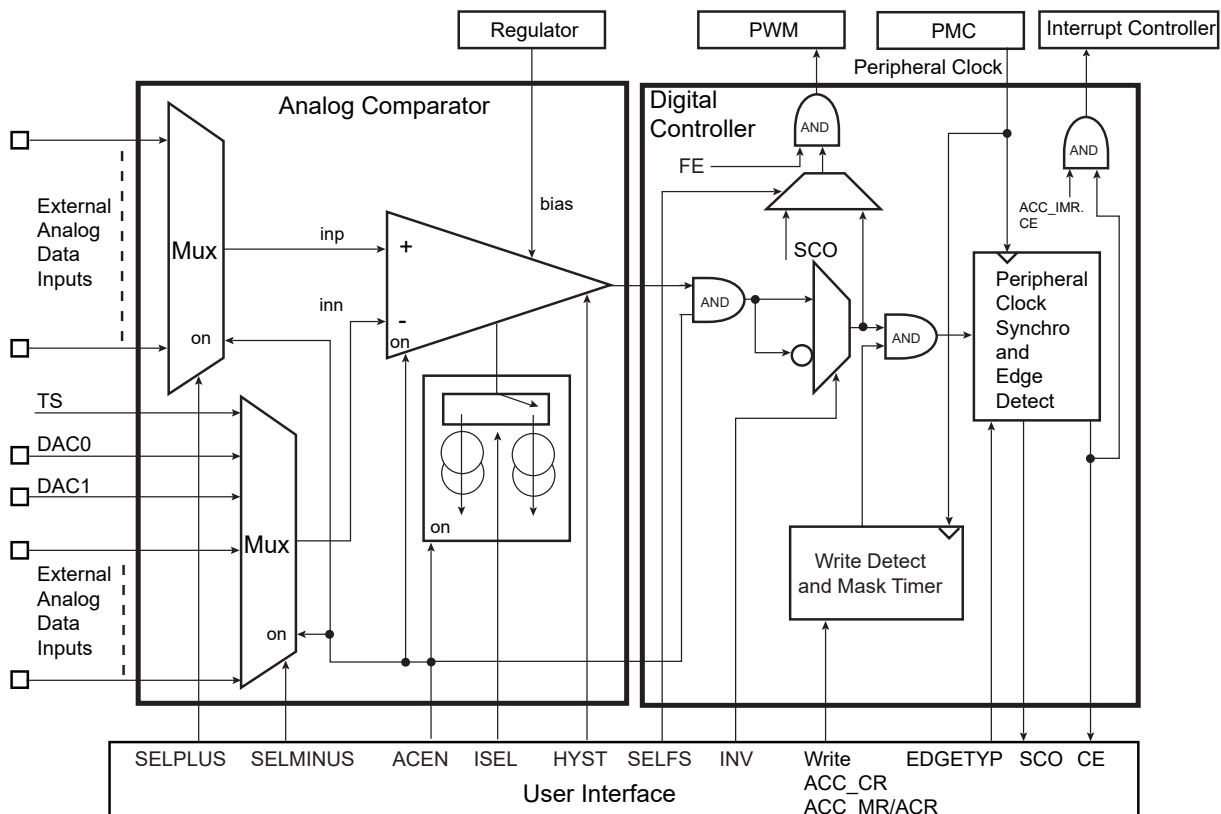 Regulator
PWM
PMC
Interrupt Controller
Peripheral Clock
Analog Comparator
Digital
Controller
AND
AND
FE
External
Analog
Data
Inputs
Mux
inp
bias
+
ACC_IMR.
CE
SCO
inn
-
on
on
AND
AND
Peripheral
Clock
Synchro
and
Edge
Detect
TS
DAC0
DAC1
Mux
on
External
Analog
Data
Inputs
on
Write Detect
and Mask Timer
SELPLUS
SELMINUS
ACEN
ISEL
HYST
SELFS
INV
Write
ACC_CR
ACC_MR/ACR
EDGETYP
SCO
CE
User Interface